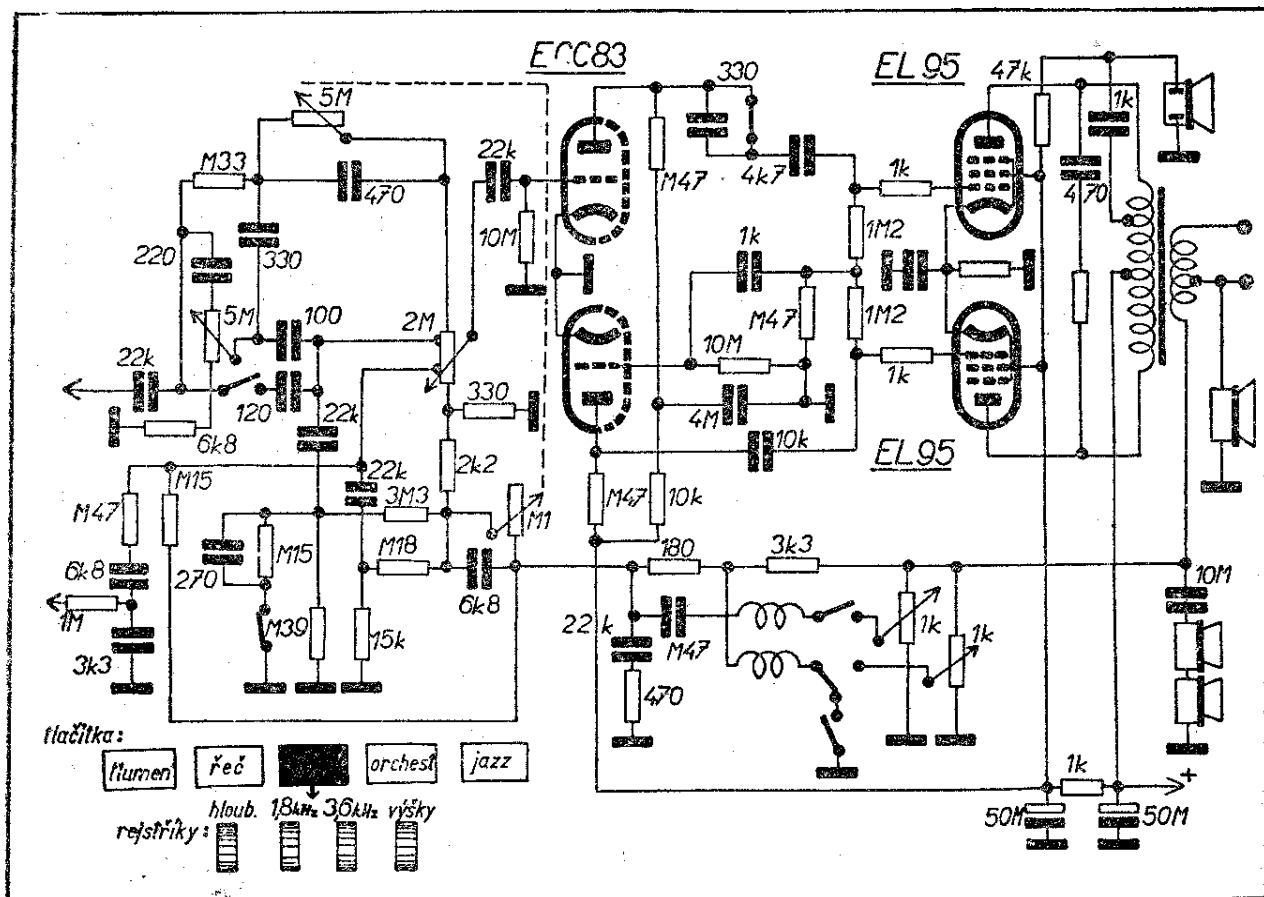 ECC83
EL95
330
47k
5M
1k
M33
22k
470
M47
4k7
1k
470
10M
1M2
220
330
1k
5M
100
2M
M47
1M2
22k
10M
1k
120
330
4M
22k
6k8
10k
EL95
M15
22k
2k2
M47
3M3
M47
10k
M1
M15
M18
180
3k3
6k8
270
6k8
10M
1M
M39
22k
1k
3k3
15k
M47
1k
470
tlačítka:
tlumen
řeč
orchest
jazz
1k
+
hloub.
1,8kHz
3,6kHz
výšky
50M
50M
rejstříky: